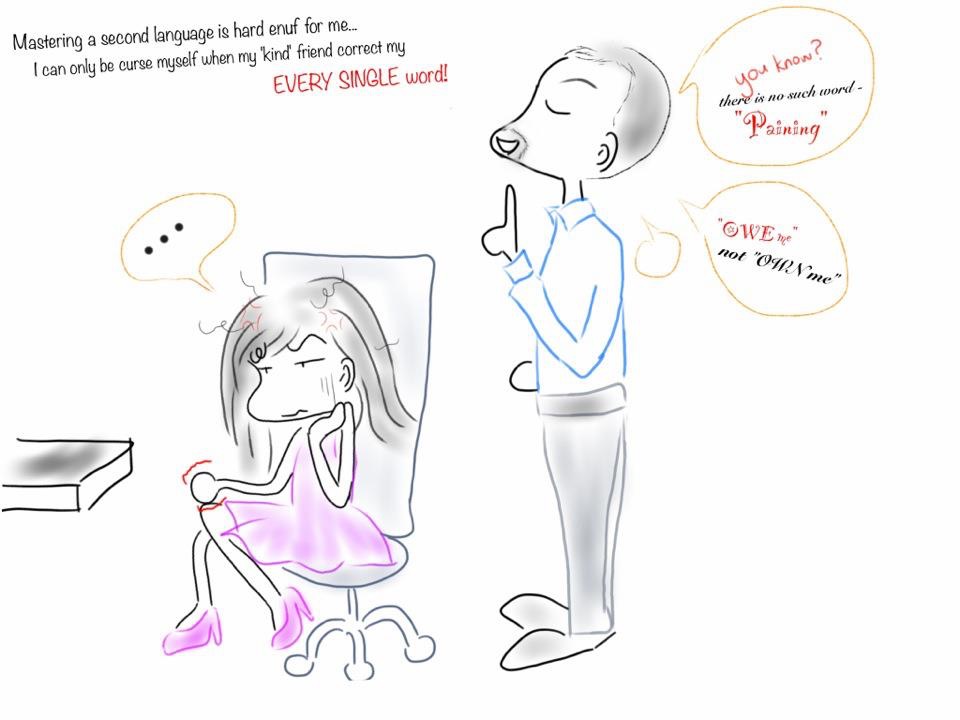 Mastering a second language is hard enuf for me...
I can only be curse myself when my 'kind' friend correct my
EVERY SINGLE word!
you know?
there is no such word -
"Paining"
"OWE me"
not "OWN me"
...